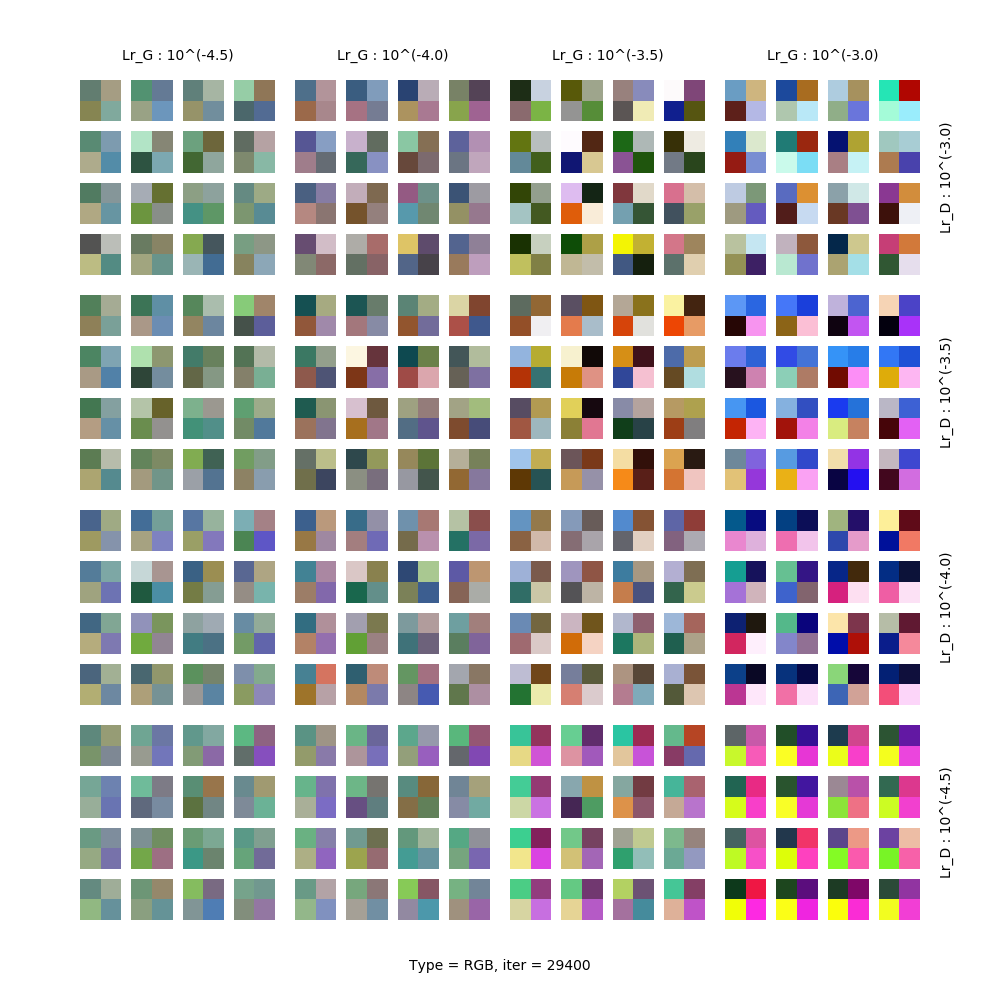 Lr_G : 10^(-4.5)
Lr_G : 10^(-4.0)
Lr_G : 10^(-3.5)
Lr_G : 10^(-3.0)
Lr_D : 10^(-3.0)
Lr_D : 10^(-3.5)
Lr_D : 10^(-4.0)
Lr_D : 10^(-4.5)
Type = RGB, iter = 29400